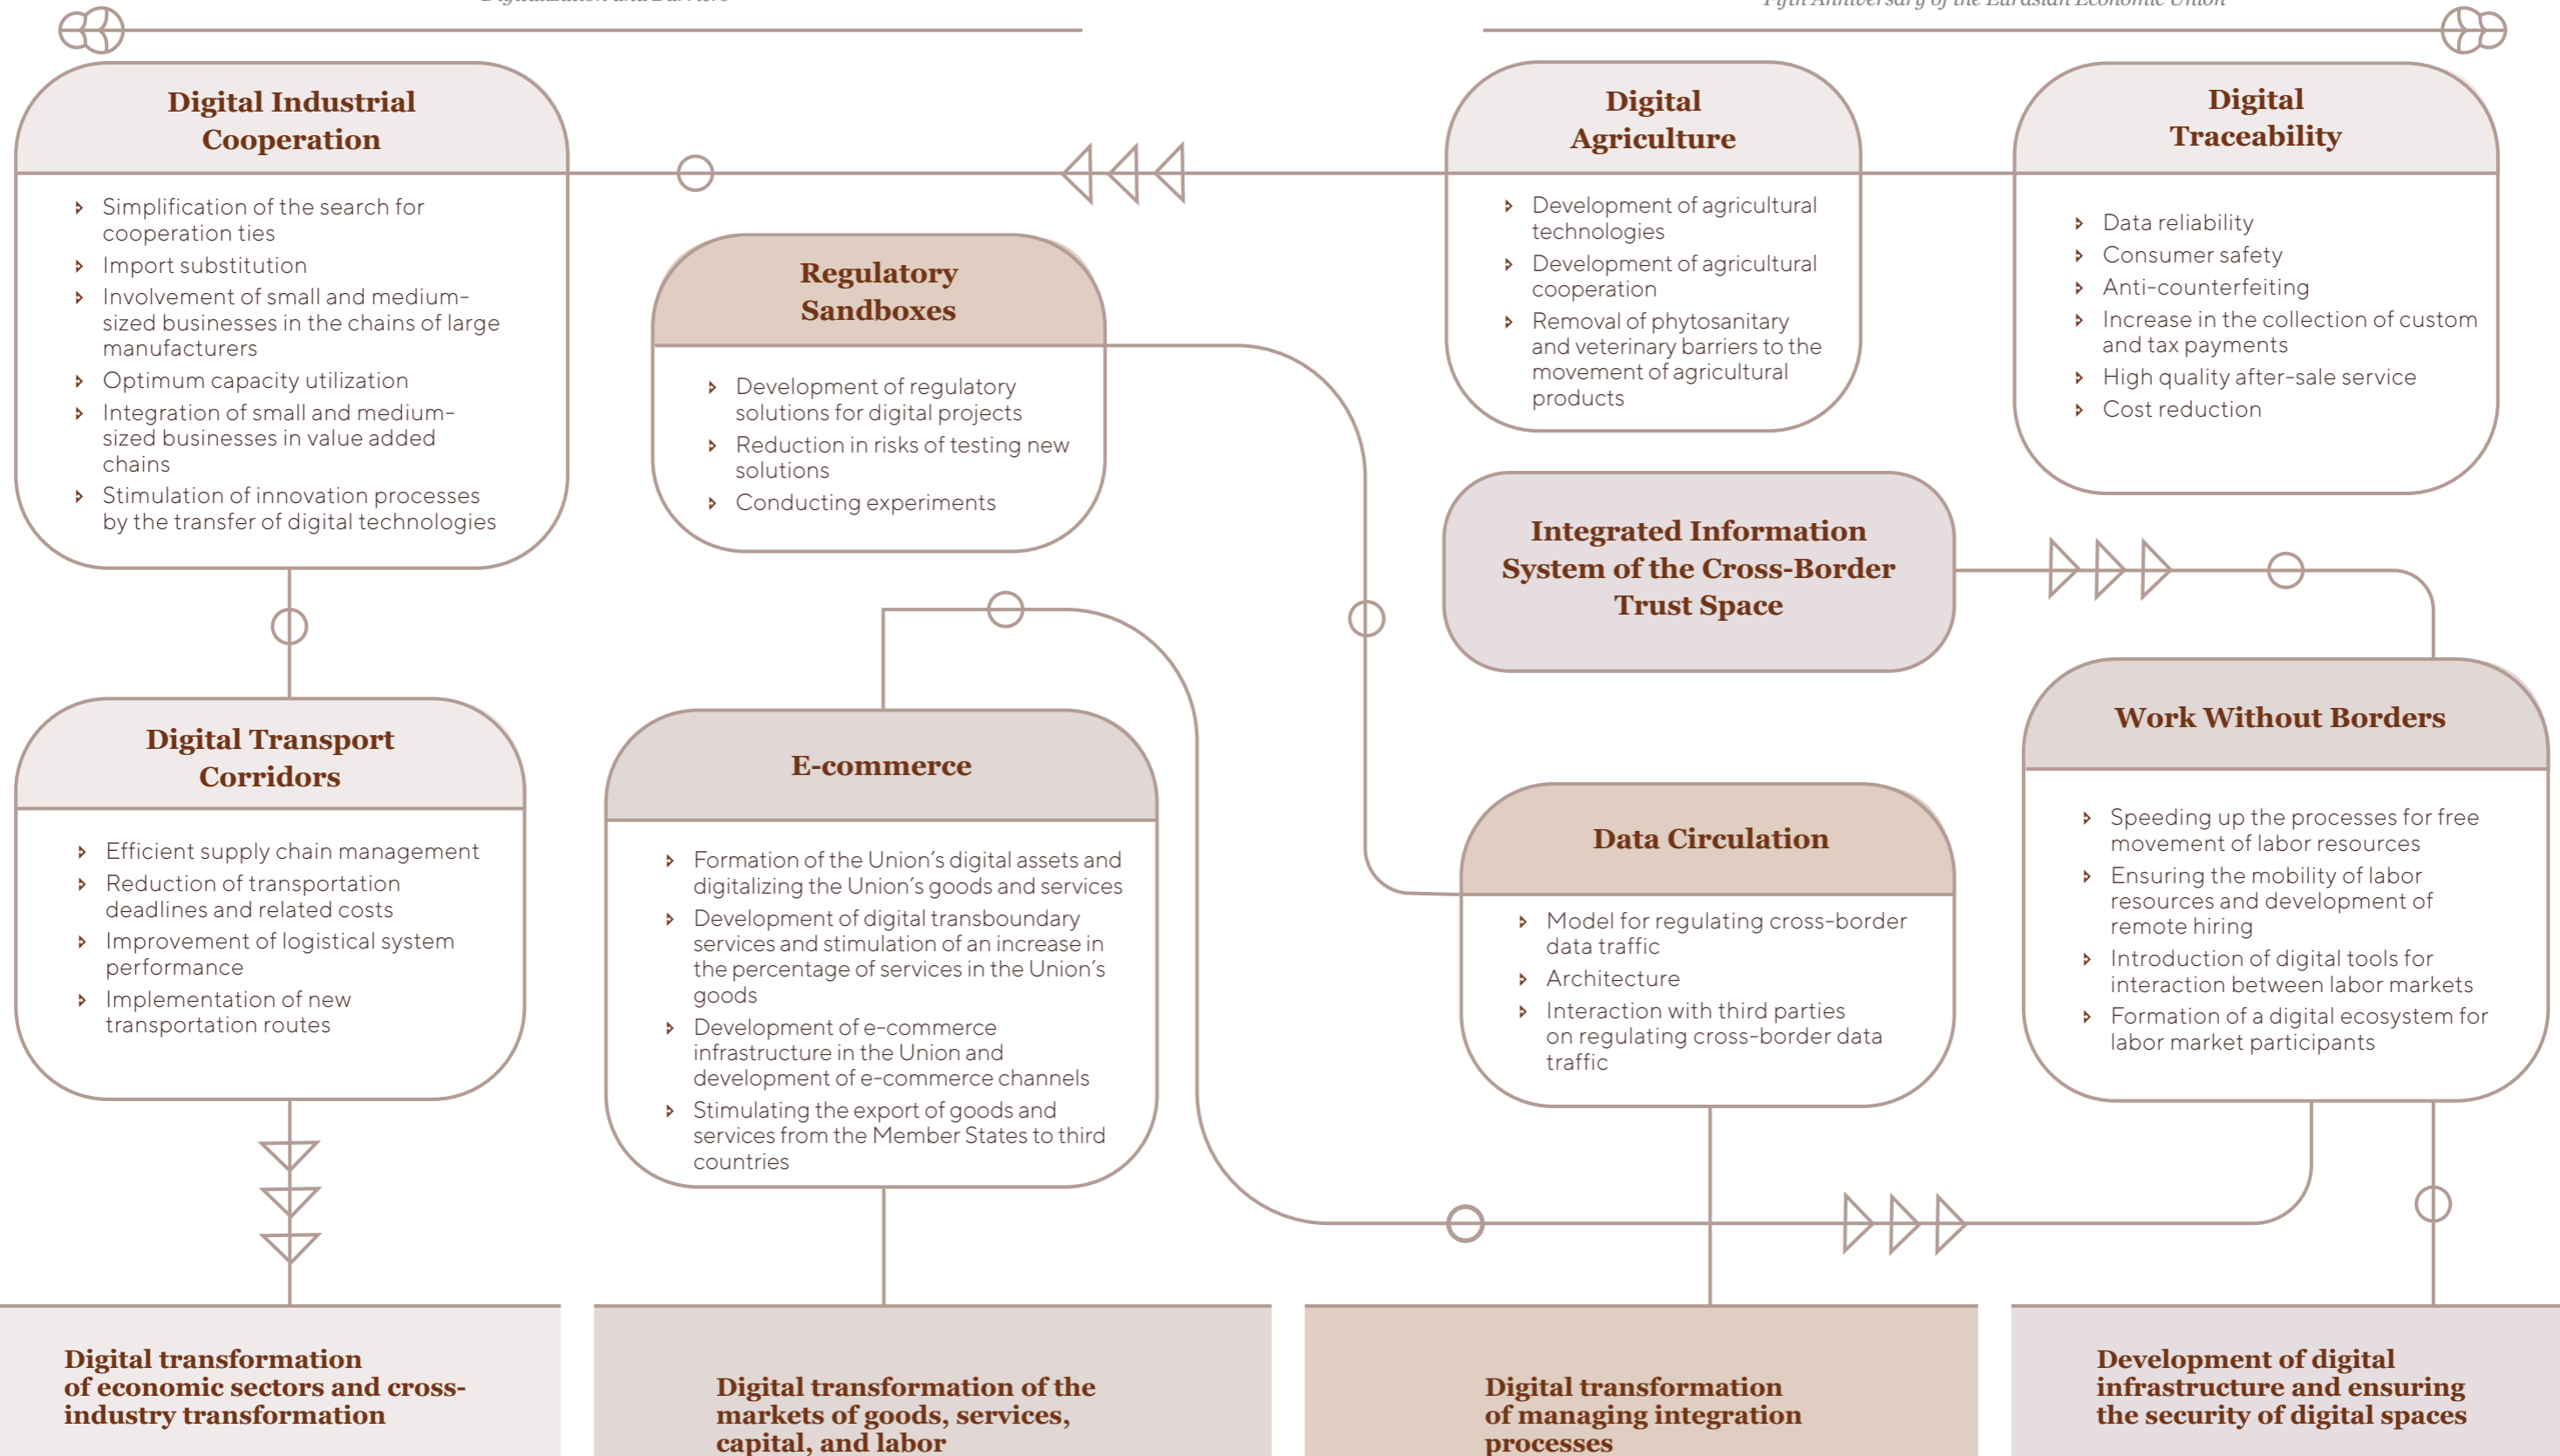 Digitalization and Barriers
Fifth Anniversary of the Eurasian Economic Union
Digital Industrial
Cooperation
Simplification of the search for
cooperation ties
Import substitution
Involvement of small and medium-
sized businesses in the chains of large
manufacturers
Optimum capacity utilization
Integration of small and medium-
sized businesses in value added
chains
Stimulation of innovation processes
by the transfer of digital technologies
Regulatory
Sandboxes
Development of regulatory
solutions for digital projects
Reduction in risks of testing new
solutions
Conducting experiments
Digital
Agriculture
Development of agricultural
technologies
Development of agricultural
cooperation
Removal of phytosanitary
and veterinary barriers to the
movement of agricultural
products
Digital
Traceability
Data reliability
Consumer safety
Anti-counterfeiting
Increase in the collection of custom
and tax payments
High quality after-sale service
Cost reduction
Integrated Information
System of the Cross-Border
Trust Space
Digital Transport
Corridors
Efficient supply chain management
Reduction of transportation
deadlines and related costs
Improvement of logistical system
performance
Implementation of new
transportation routes
E-commerce
Formation of the Union's digital assets and
digitalizing the Union's goods and services
Development of digital transboundary
services and stimulation of an increase in
the percentage of services in the Union's
goods
Development of e-commerce
infrastructure in the Union and
development of e-commerce channels
Stimulating the export of goods and
services from the Member States to third
countries
Data Circulation
Model for regulating cross-border
data traffic
Architecture
Interaction with third parties
on regulating cross-border data
traffic
Work Without Borders
Speeding up the processes for free
movement of labor resources
Ensuring the mobility of labor
resources and development of
remote hiring
Introduction of digital tools for
interaction between labor markets
Formation of a digital ecosystem for
labor market participants
Digital transformation
of economic sectors and cross-
industry transformation
Digital transformation of the
markets of goods, services,
capital, and labor
Digital transformation
of managing integration
processes
Development of digital
infrastructure and ensuring
the security of digital spaces